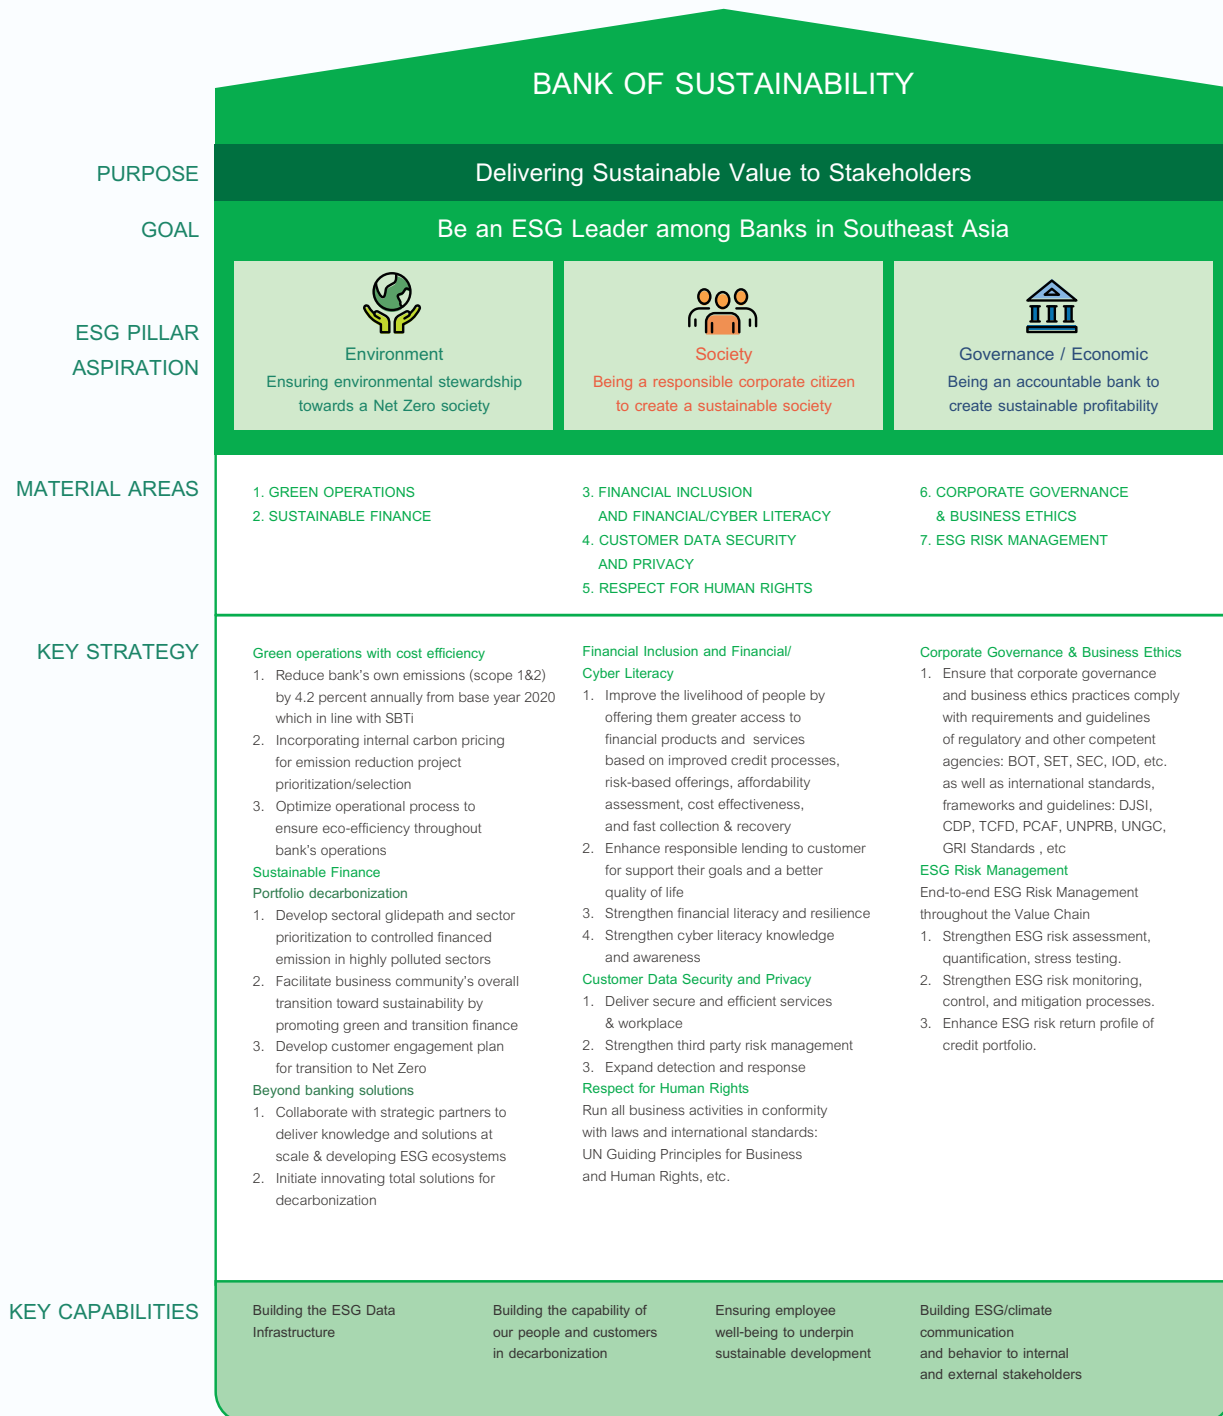 BANK OF SUSTAINABILITY
PURPOSE
Delivering Sustainable Value to Stakeholders
GOAL
Be an ESG Leader among Banks in Southeast Asia
ESG PILLAR
ASPIRATION
Environment
Ensuring environmental stewardship
towards a Net Zero society
Society
Being a responsible corporate citizen
to create a sustainable society
Governance / Economic
Being an accountable bank to
create sustainable profitability
MATERIAL AREAS
1. GREEN OPERATIONS
2. SUSTAINABLE FINANCE
3. FINANCIAL INCLUSION
AND FINANCIAL/CYBER LITERACY
4. CUSTOMER DATA SECURITY
AND PRIVACY
5. RESPECT FOR HUMAN RIGHTS
6. CORPORATE GOVERNANCE
& BUSINESS ETHICS
7. ESG RISK MANAGEMENT
KEY STRATEGY
Green operations with cost efficiency
1. Reduce bank's own emissions (scope 1&2)
by 4.2 percent annually from base year 2020
which in line with SBTi
2. Incorporating internal carbon pricing
for emission reduction project
prioritization/selection
3. Optimize operational process to
ensure eco-efficiency throughout
bank's operations
Sustainable Finance
Portfolio decarbonization
1. Develop sectoral glidepath and sector
prioritization to controlled financed
emission in highly polluted sectors
2. Facilitate business community's overall
transition toward sustainability by
promoting green and transition finance
3. Develop customer engagement plan
for transition to Net Zero
Beyond banking solutions
1. Collaborate with strategic partners to
deliver knowledge and solutions at
scale & developing ESG ecosystems
2. Initiate innovating total solutions for
decarbonization
Financial Inclusion and Financial/
Cyber Literacy
1. Improve the livelihood of people by
offering them greater access to
financial products and services
based on improved credit processes,
risk-based offerings, affordability
assessment, cost effectiveness,
and fast collection & recovery
2. Enhance responsible lending to customer
for support their goals and a better
quality of life
3. Strengthen financial literacy and resilience
4. Strengthen cyber literacy knowledge
and awareness
Customer Data Security and Privacy
1. Deliver secure and efficient services
& workplace
2. Strengthen third party risk management
3. Expand detection and response
Respect for Human Rights
Run all business activities in conformity
with laws and international standards:
UN Guiding Principles for Business
and Human Rights, etc.
Corporate Governance & Business Ethics
1. Ensure that corporate governance
and business ethics practices comply
with requirements and guidelines
of regulatory and other competent
agencies: BOT, SET, SEC, IOD, etc.
as well as international standards,
frameworks and guidelines: DJSI,
CDP, TCFD, PCAF, UNPRB, UNGC,
GRI Standards , etc
ESG Risk Management
End-to-end ESG Risk Management
throughout the Value Chain
1. Strengthen ESG risk assessment,
quantification, stress testing.
2. Strengthen ESG risk monitoring,
control, and mitigation processes.
3. Enhance ESG risk return profile of
credit portfolio.
KEY CAPABILITIES
Building the ESG Data
Infrastructure
Building the capability of
our people and customers
in decarbonization
Ensuring employee
well-being to underpin
sustainable development
Building ESG/climate
communication
and behavior to internal
and external stakeholders